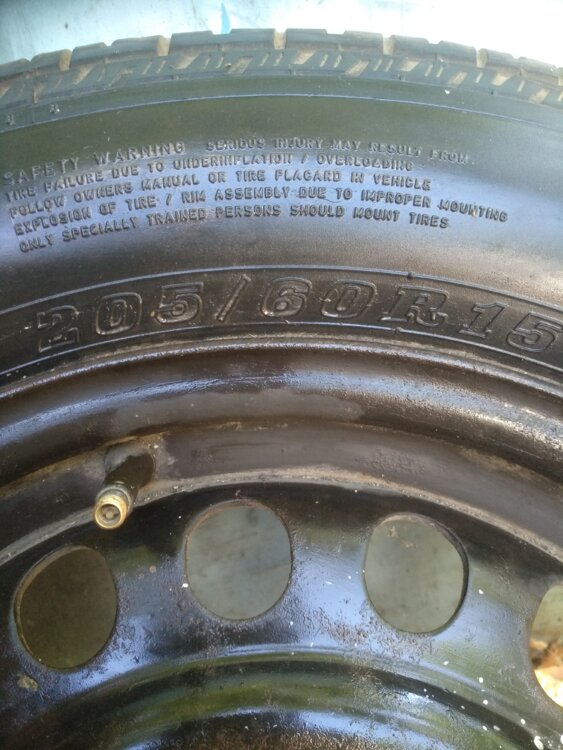 SAFETY WARNING SERIOUS INJURY MAY RESULT FROM:
TIRE FAILURE DUE TO UNDERINFLATION / OVERLOADING
FOLLOW OWNERS MANUAL OR TIRE PLACARD IN VEHICLE
EXPLOSION OF TIRE / RIM ASSEMBLY DUE TO IMPROPER MOUNTING
ONLY SPECIALLY TRAINED PERSONS SHOULD MOUNT TIRES
205/60R15